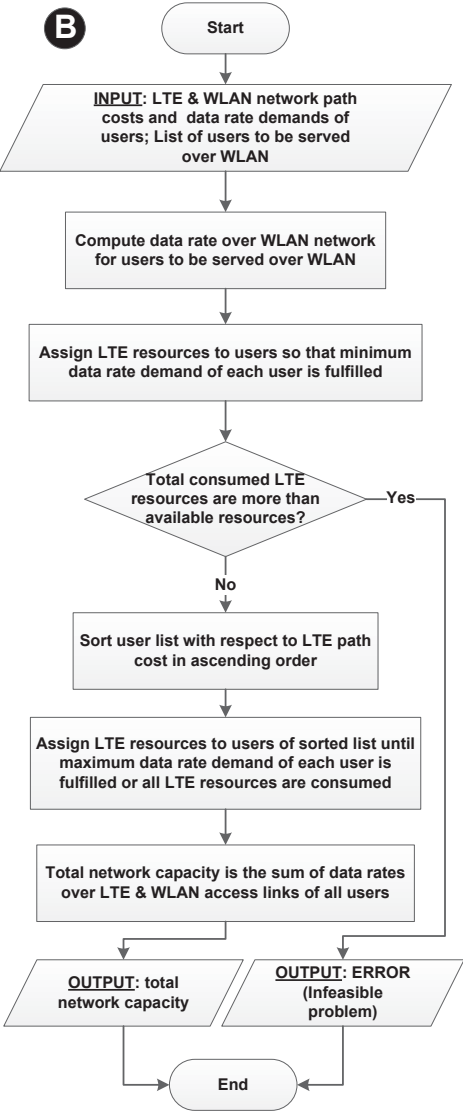 B
Start
INPUT: LTE & WLAN network path
costs and data rate demands of
users; List of users to be served
over WLAN
Compute data rate over WLAN network
for users to be served over WLAN
Assign LTE resources to users so that minimum
data rate demand of each user is fulfilled
Total consumed LTE
resources are more than
available resources?
Yes
No
Sort user list with respect to LTE path
cost in ascending order
Assign LTE resources to users of sorted list until
maximum data rate demand of each user is
fulfilled or all LTE resources are consumed
Total network capacity is the sum of data rates
over LTE & WLAN access links of all users
OUTPUT: total
network capacity
OUTPUT: ERROR
(Infeasible
problem)
End